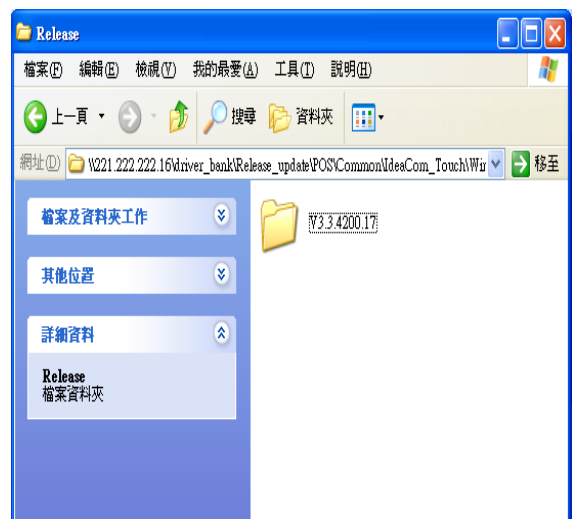 Release
檔案(F) 編輯(E) 檢視(V) 我的最愛(A) 工具(T) 說明(H)
上一頁 搜尋 資料夾
網址(D) \\221.222.222.16\driver_bank\Release_update\POS\Common\IdeaCom_Touch\Wir 移至
檔案及資料夾工作
V3.3.4200.17
其他位置
詳細資料
Release
檔案資料夾